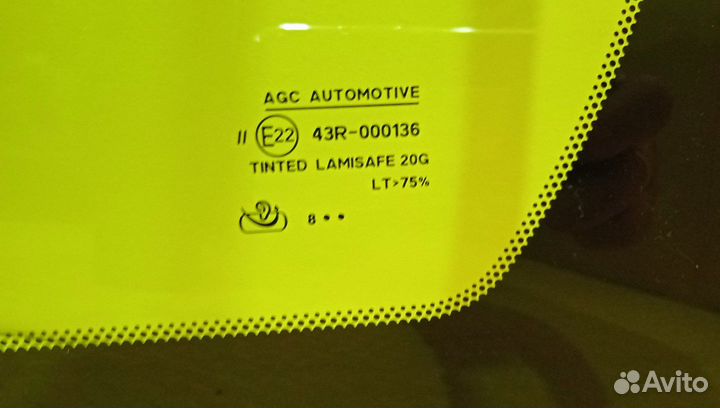 AGC AUTOMOTIVE
II E22 43R-000136
TINTED LAMISAFE 20G
LT>75%
8 • •
Avito